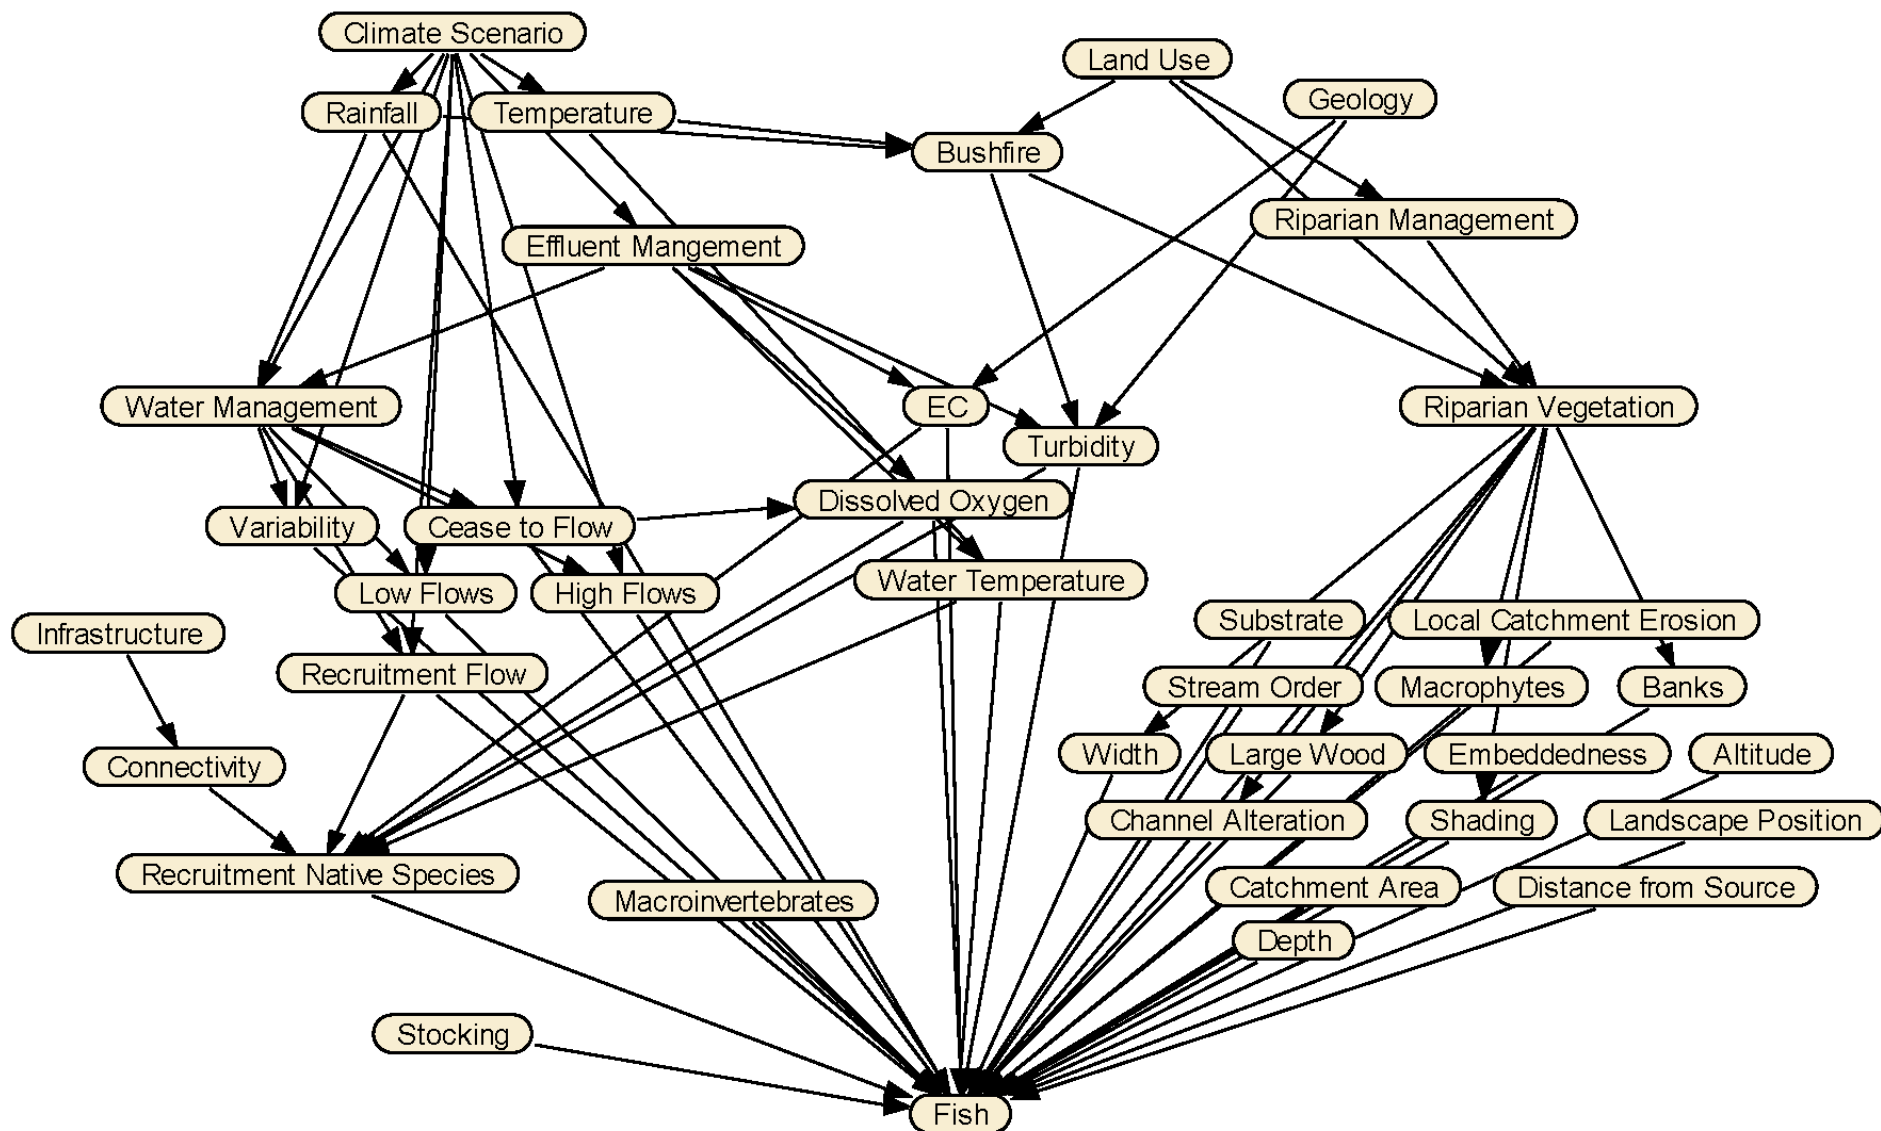 Climate Scenario
Land Use
Geology
Rainfall
Temperature
Bushfire
Riparian Management
Effluent Mangement
Water Management
EC
Riparian Vegetation
Turbidity
Dissolved Oxygen
Variability
Cease to Flow
Low Flows
High Flows
Water Temperature
Substrate
Local Catchment Erosion
Infrastructure
Recruitment Flow
Stream Order
Macrophytes
Banks
Connectivity
Width
Large Wood
Embeddedness
Altitude
Channel Alteration
Shading
Landscape Position
Recruitment Native Species
Macroinvertebrates
Catchment Area
Distance from Source
Depth
Stocking
Fish